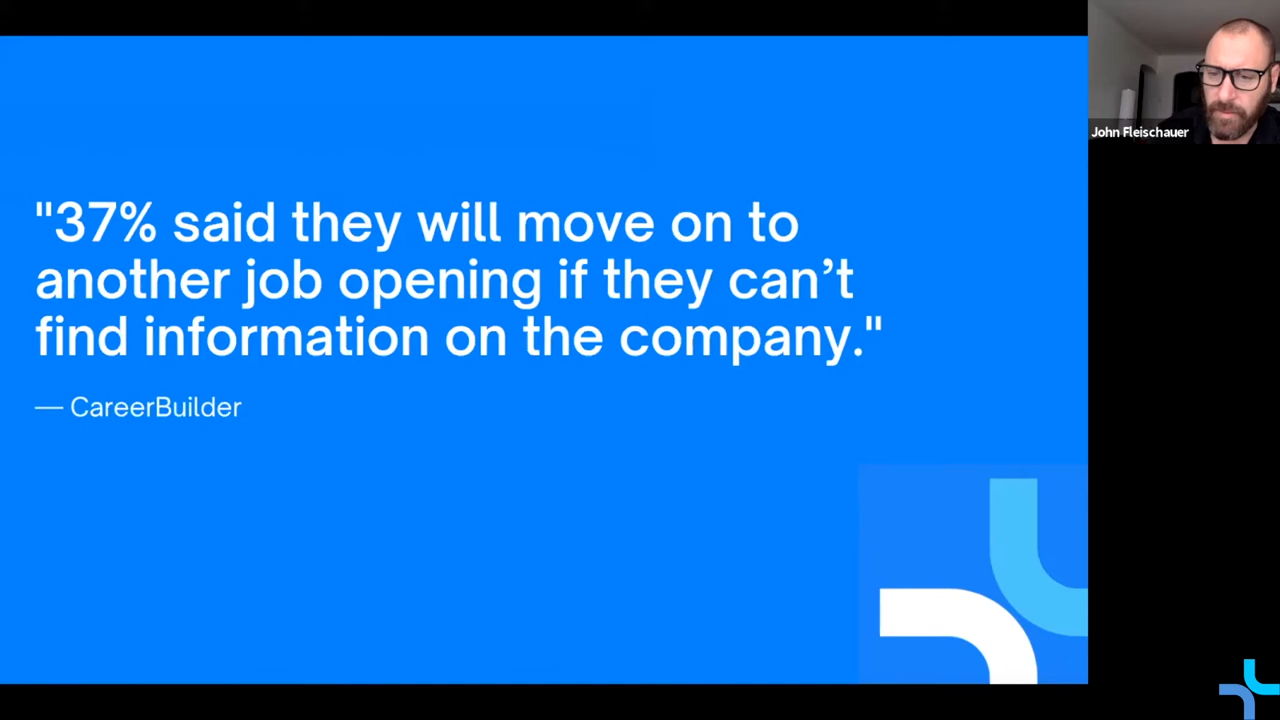 "37% said they will move on to
another job opening if they can’t
find information on the company."
— CareerBuilder
John Fleischauer